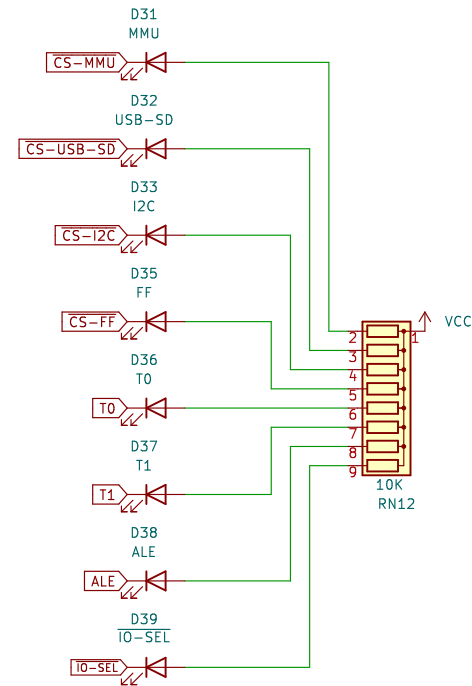 D31
MMU
CS-MMU
D32
USB-SD
CS-USB-SD
D33
I2C
CS-I2C
D35
FF
CS-FF
VCC
1
2
3
4
5
6
7
8
9
10K
RN12
D36
T0
T0
D37
T1
T1
D38
ALE
ALE
D39
IO-SEL
IO-SEL